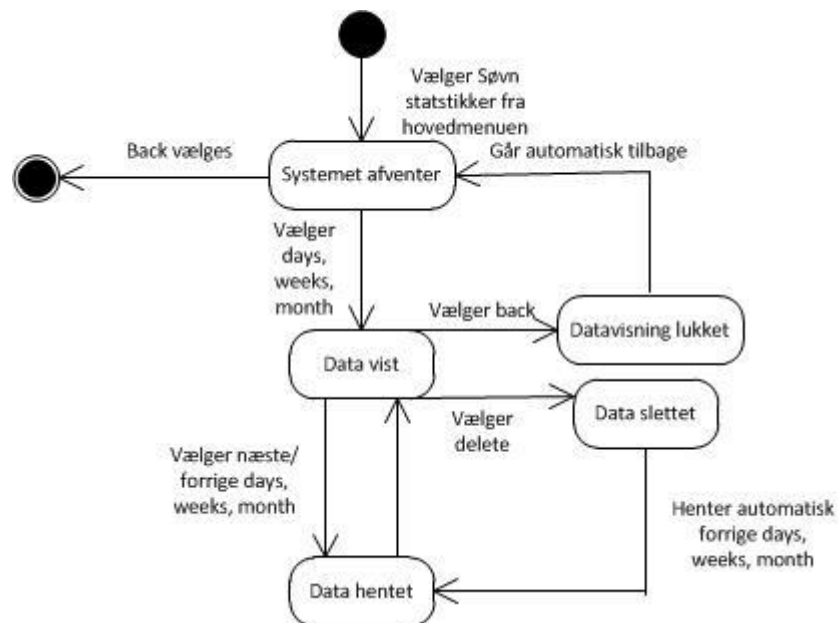 Vælger Søvn
statstikker fra
hovedmenuen
Back vælges
Går automatisk tilbage
Systemet afventer
Vælger
days,
weeks,
month
Vælger back
Datavisning lukket
Data vist
Vælger
delete
Data slettet
Vælger næste/
forrige days,
weeks, month
Henter automatisk
forrige days,
weeks, month
Data hentet